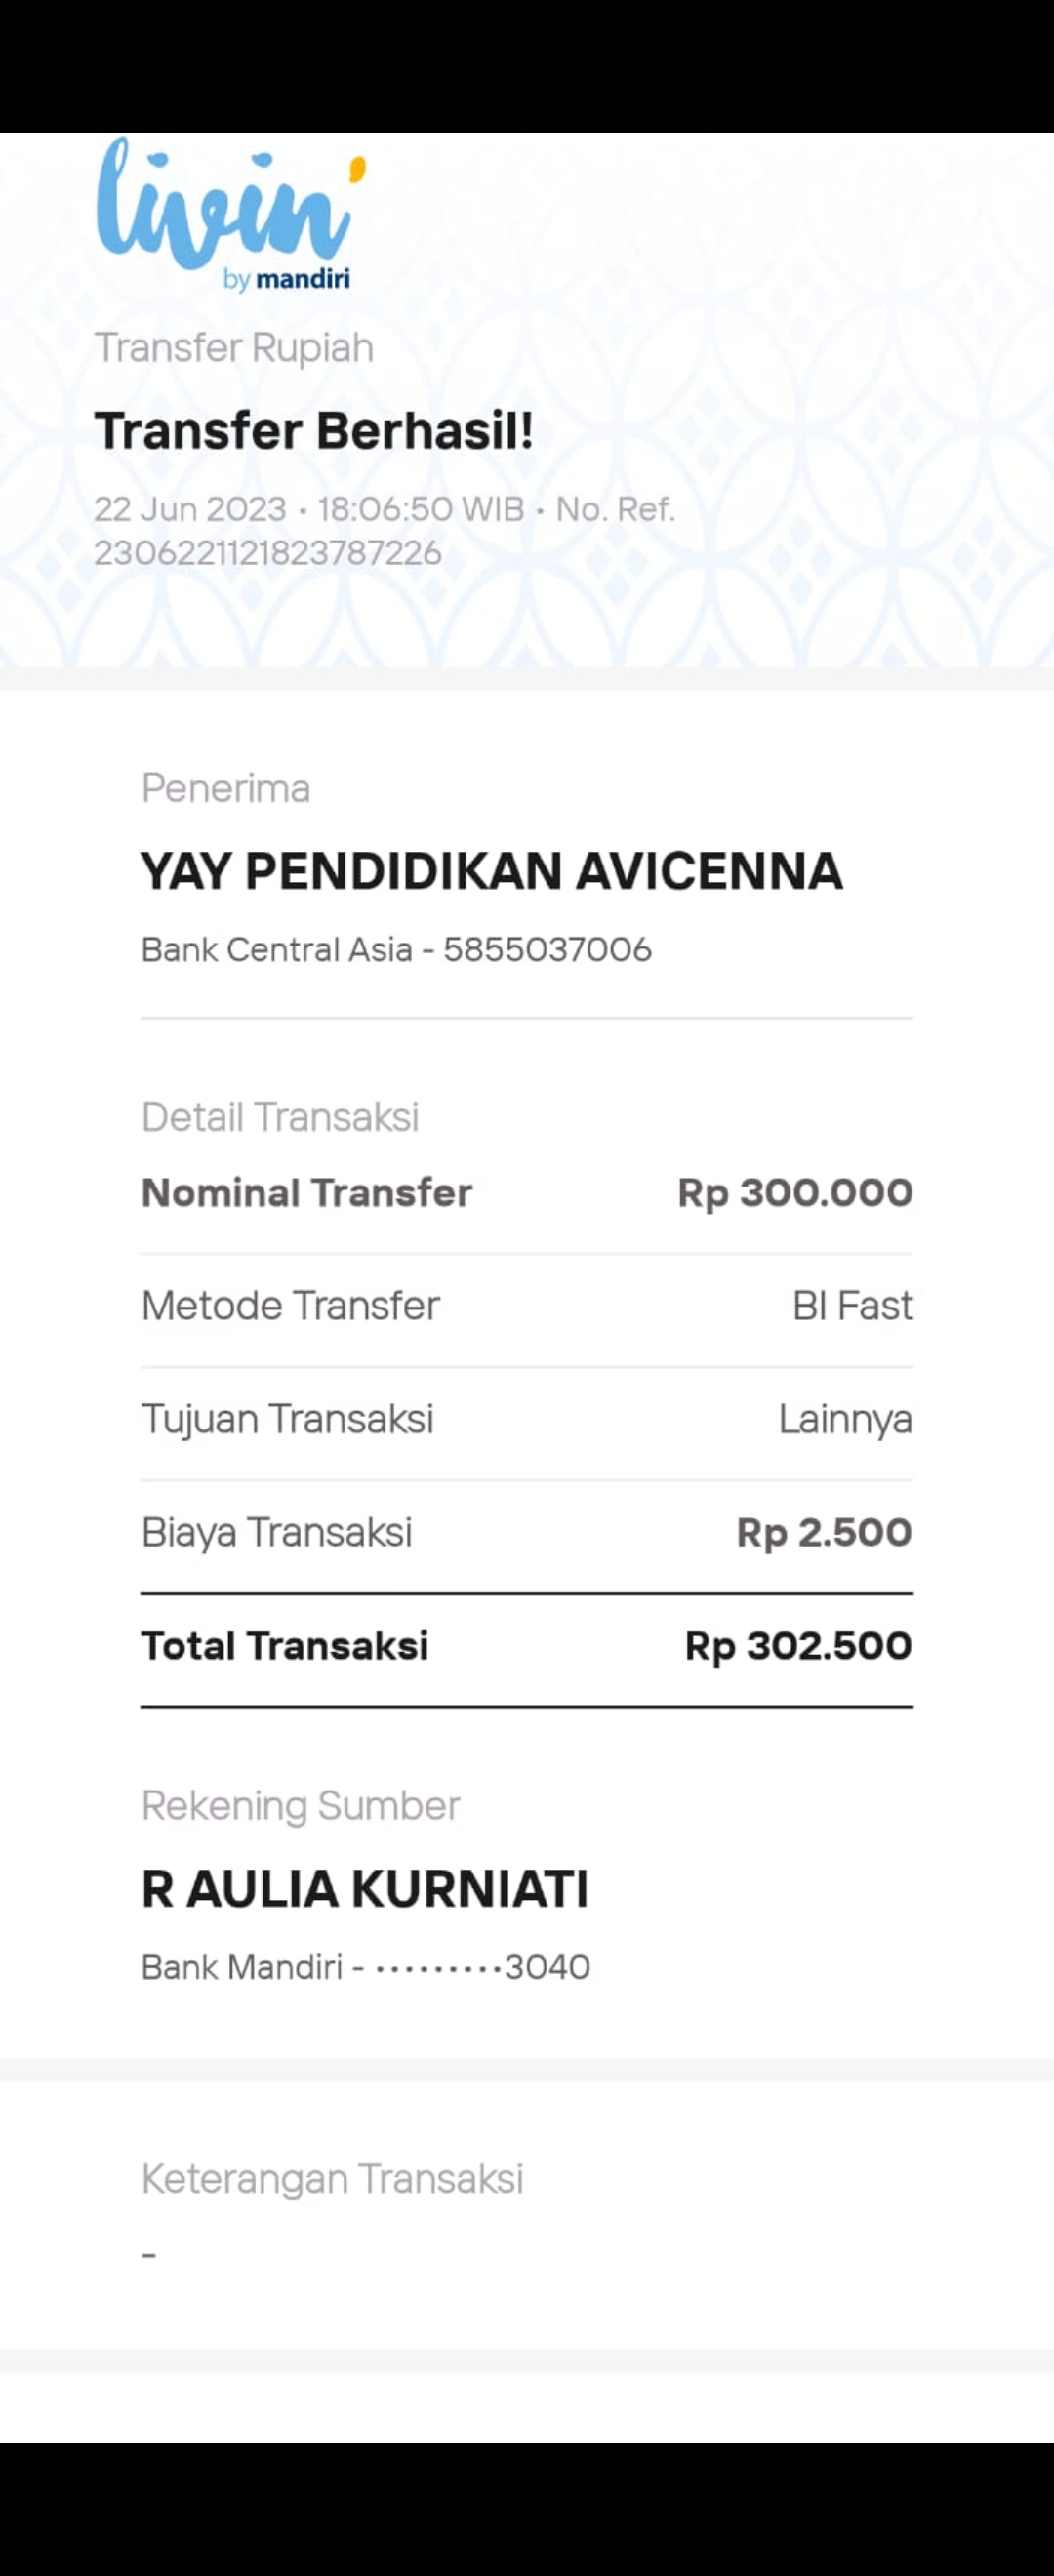 livin'
by mandiri
Transfer Rupiah
Transfer Berhasil!
22 Jun 2023 • 18:06:50 WIB • No. Ref.
2306221121823787226
Penerima
YAY PENDIDIKAN AVICENNA
Bank Central Asia - 5855037006
Detail Transaksi
Nominal Transfer Rp 300.000
Metode Transfer BI Fast
Tujuan Transaksi Lainnya
Biaya Transaksi Rp 2.500
Total Transaksi Rp 302.500
Rekening Sumber
R AULIA KURNIATI
Bank Mandiri - •••••••••3040
Keterangan Transaksi
-